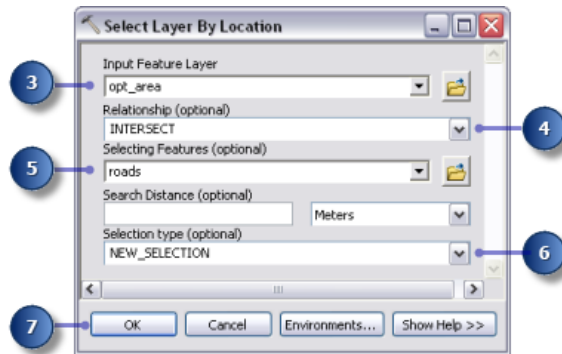 Select Layer By Location
Input Feature Layer
3
opt_area
Relationship (optional)
INTERSECT
4
Selecting Features (optional)
5
roads
Search Distance (optional)
Meters
Selection type (optional)
NEW_SELECTION
6
7
OK Cancel Environments... Show Help >>